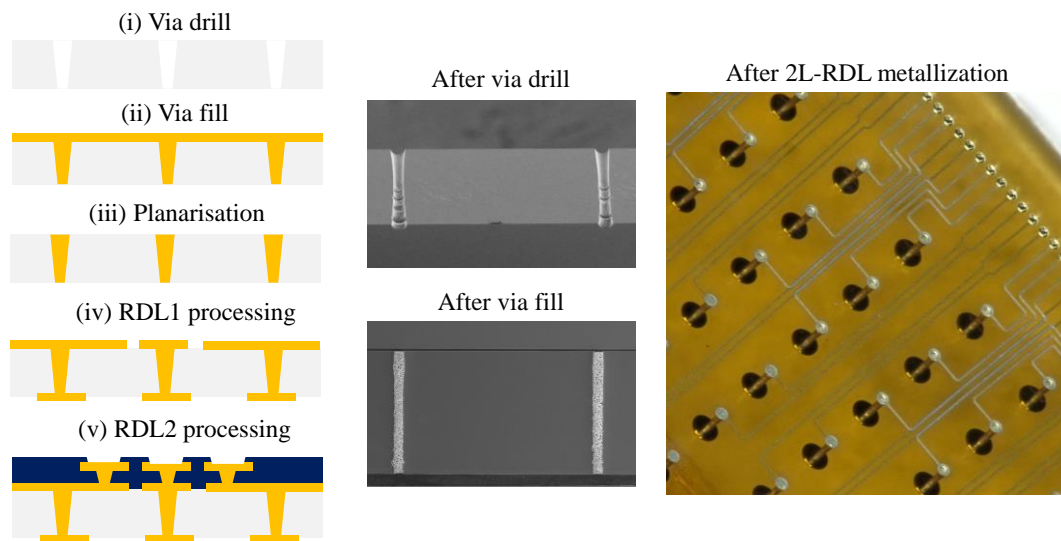 (i) Via drill
(ii) Via fill
(iii) Planarisation
(iv) RDL1 processing
(v) RDL2 processing
After via drill
After via fill
After 2L-RDL metallization